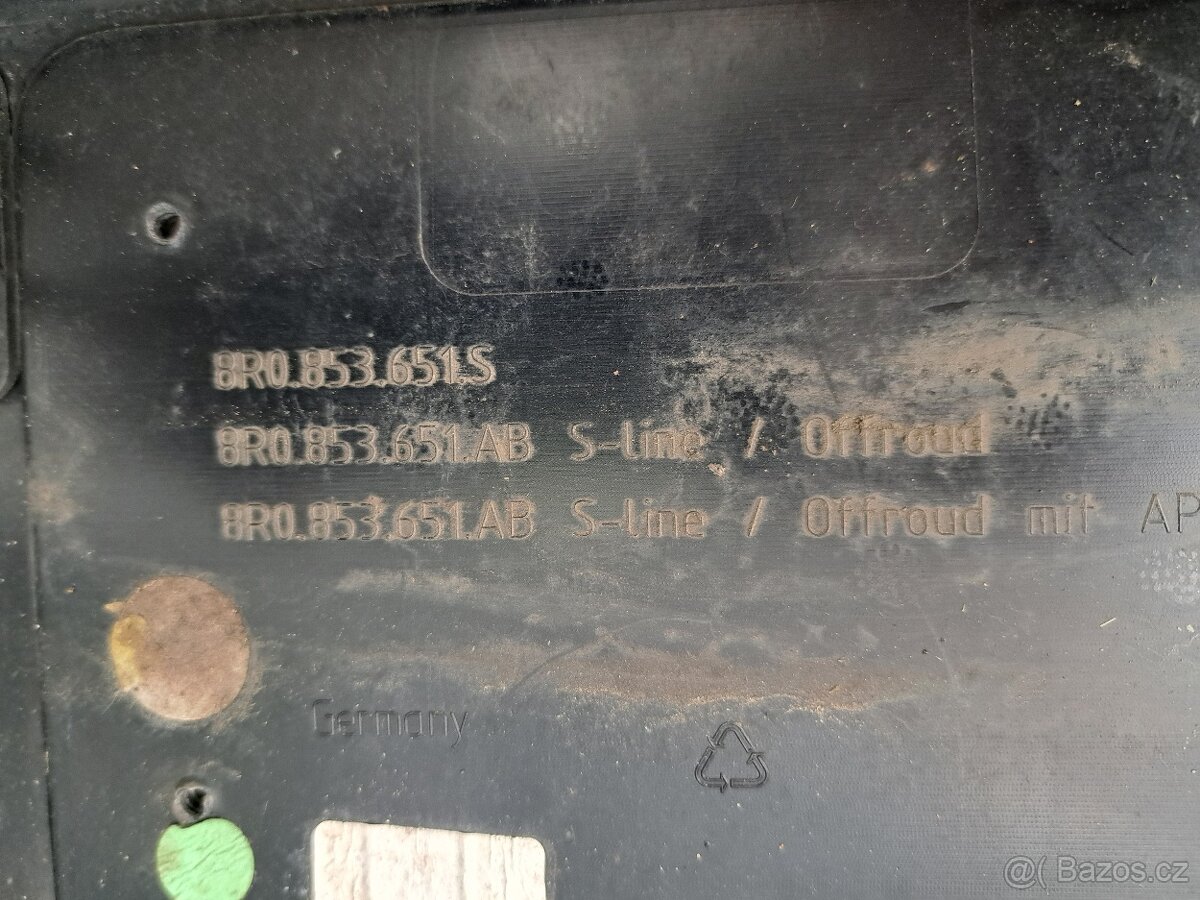 8R0.853.651.S
8R0.853.651.AB S-line / Offroud
8R0.853.651.AB S-line / Offroud mit AP
Germany
@( Bazos.cz